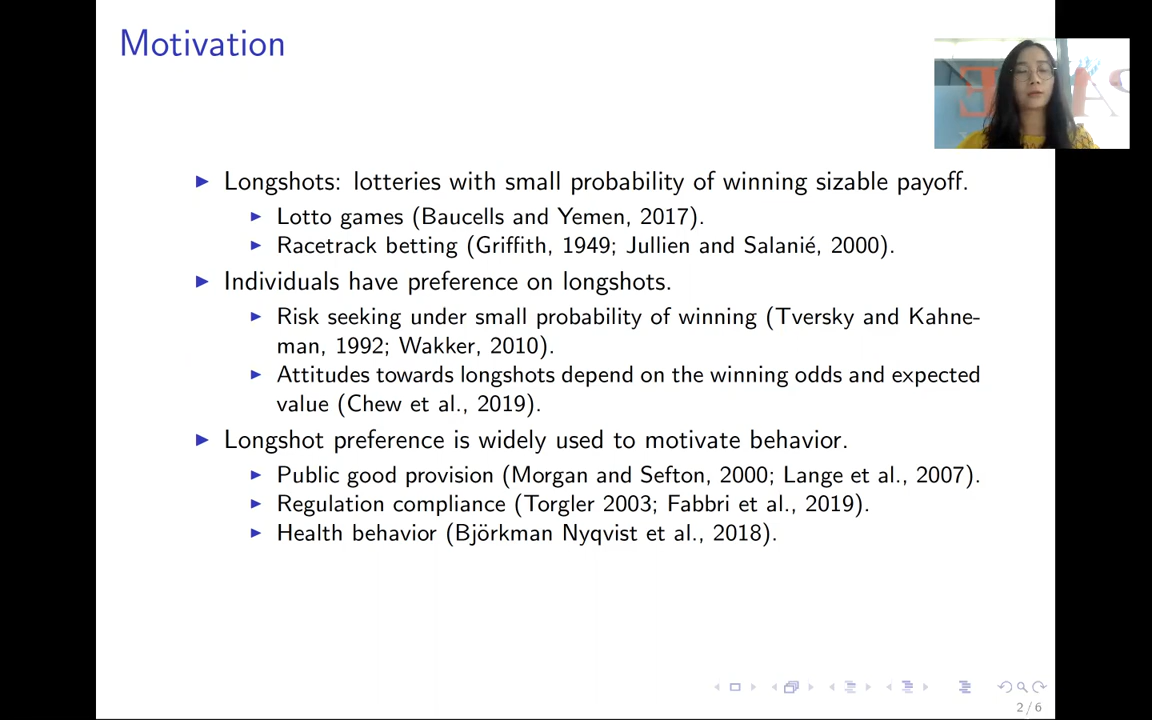 Motivation
▶ Longshots: lotteries with small probability of winning sizable payoff.
▶ Lotto games (Baucells and Yemen, 2017).
▶ Racetrack betting (Griffith, 1949; Jullien and Salanié, 2000).
▶ Individuals have preference on longshots.
▶ Risk seeking under small probability of winning (Tversky and Kahne-
man, 1992; Wakker, 2010).
▶ Attitudes towards longshots depend on the winning odds and expected
value (Chew et al., 2019).
▶ Longshot preference is widely used to motivate behavior.
▶ Public good provision (Morgan and Sefton, 2000; Lange et al., 2007).
▶ Regulation compliance (Torgler 2003; Fabbri et al., 2019).
▶ Health behavior (Björkman Nyqvist et al., 2018).
2 / 6